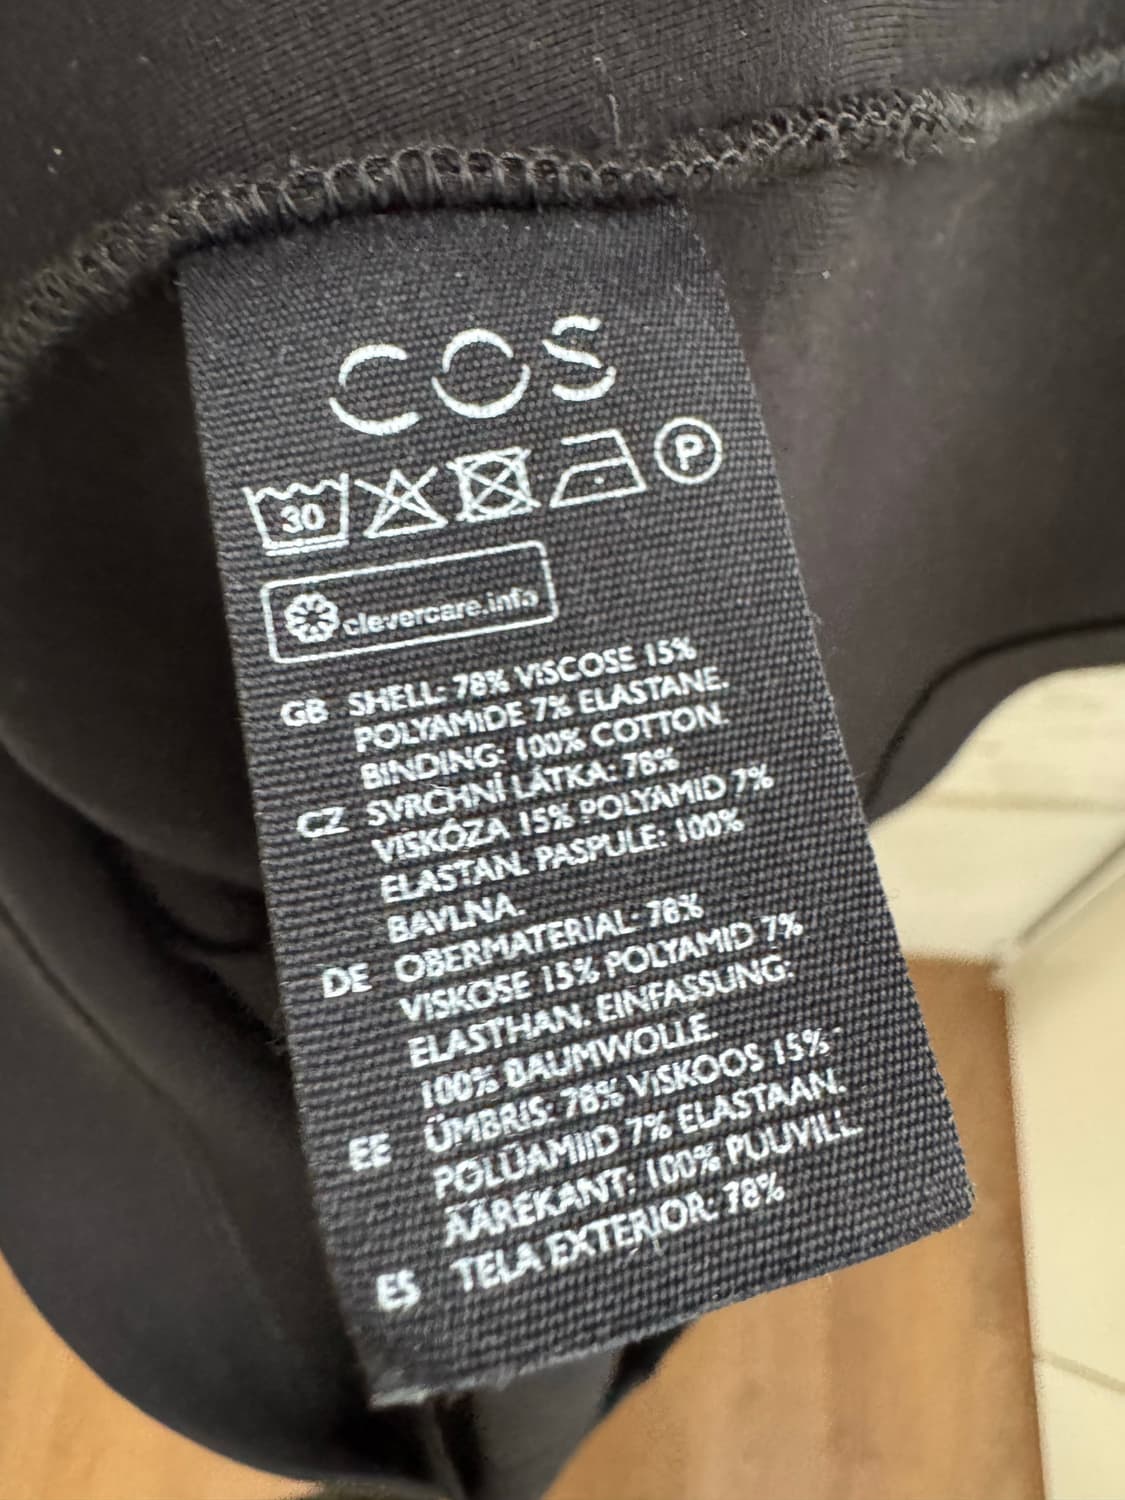 COS
30
P
clevercare.info
GB SHELL: 78% VISCOSE 15%
POLYAMIDE 7% ELASTANE.
BINDING: 100% COTTON.
CZ SVRCHNÍ LÁTKA: 78%
VISKÓZA 15% POLYAMID 7%
ELASTAN. PASPULE: 100%
BAVLNA.
DE OBERMATERIAL: 78%
VISKOSE 15% POLYAMID 7%
ELASTHAN. EINFASSUNG:
100% BAUMWOLLE.
EE ÜMBRIS: 78% VISKOOS 15%
POLÜAMIID 7% ELASTAAN.
ÄÄREKANT: 100% PUUVILL.
ES TELA EXTERIOR: 78%